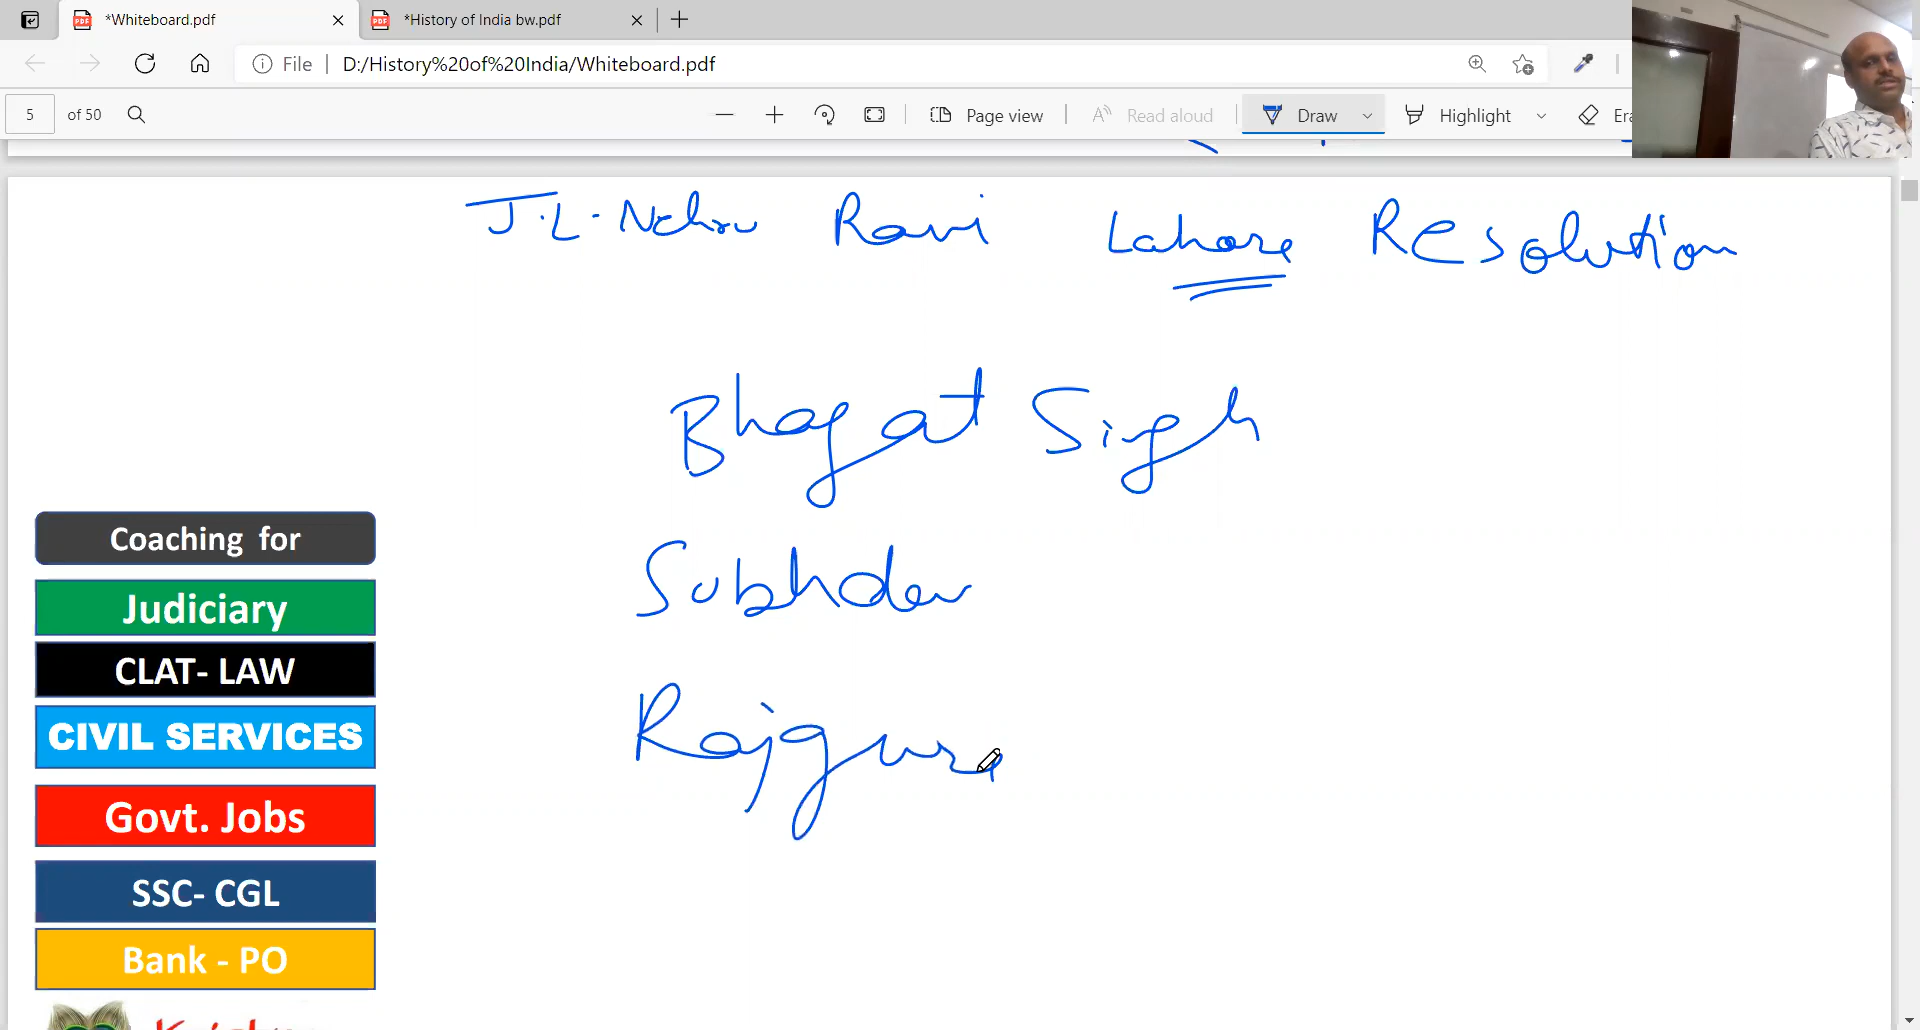 *Whiteboard.pdf
*History of India bw.pdf
File
D:/History%20of%20India/Whiteboard.pdf
5 of 50
Page view
Read aloud
Draw
Highlight
J.L. Nehru Ravi Lahore Resolution
Bhagat Singh
Subhdev
Rajguru
Coaching for
Judiciary
CLAT- LAW
CIVIL SERVICES
Govt. Jobs
SSC- CGL
Bank - PO